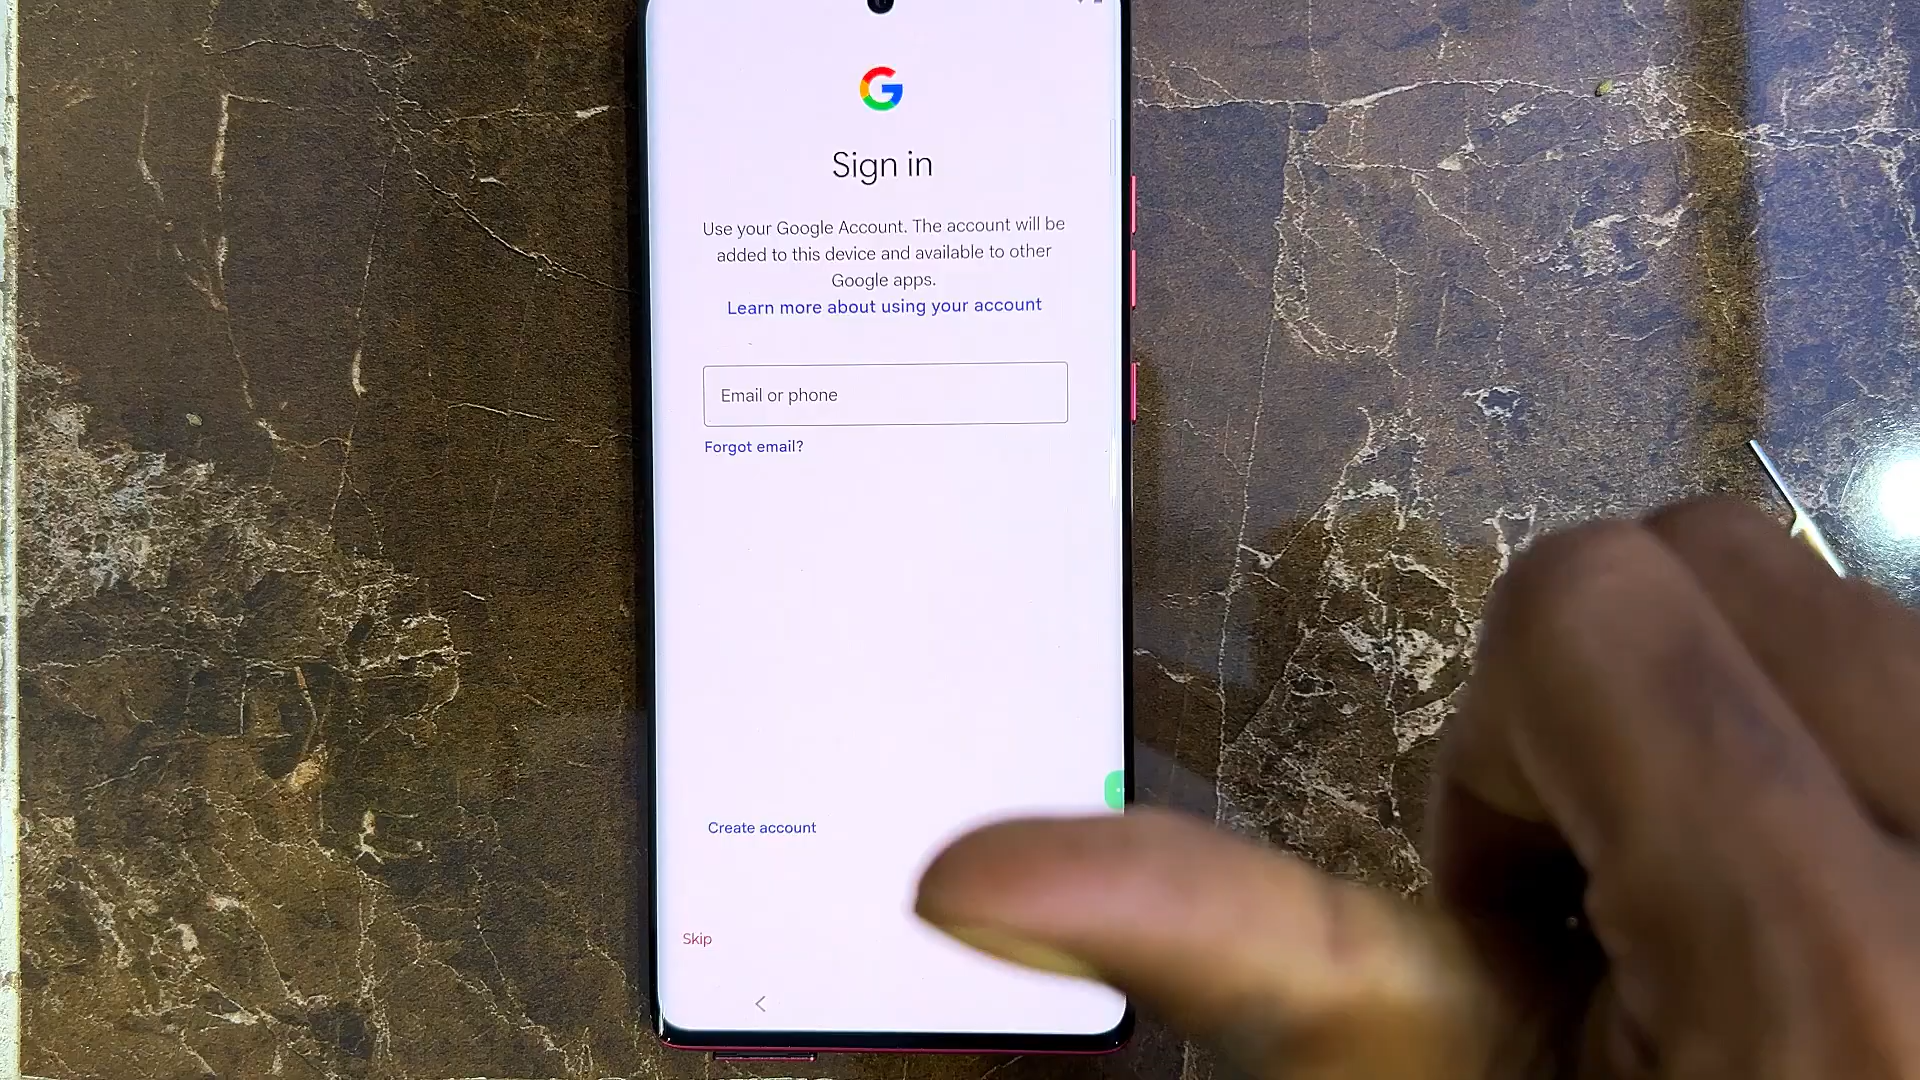 Sign in
Use your Google Account. The account will be
added to this device and available to other
Google apps.
Learn more about using your account
Email or phone
Forgot email?
Create account
Skip